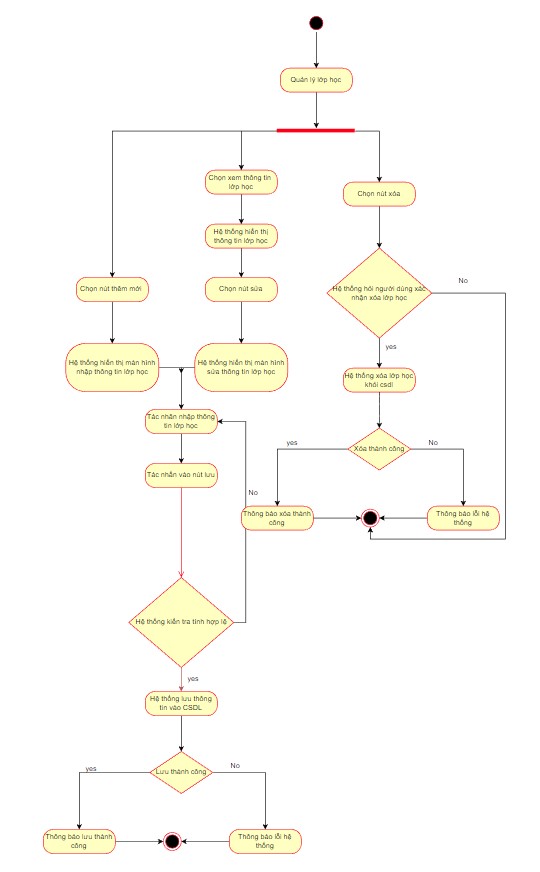 Quản lý lớp học
Chọn xem thông tin
lớp học
Chọn nút xóa
Hệ thống hiển thị
thông tin lớp học
Chọn nút thêm mới
Chọn nút sửa
Hệ thống hỏi người dùng xác
nhận xóa lớp học
No
yes
Hệ thống hiển thị màn hình
nhập thông tin lớp học
Hệ thống hiển thị màn hình
sửa thông tin lớp học
Hệ thống xóa lớp học
khỏi csdl
Tác nhân nhập thông
tin lớp học
yes
Xóa thành công
No
Tác nhấn vào nút lưu
No
Thông báo xóa thành
công
Thông báo lỗi hệ
thống
Hệ thống kiển tra tính hợp lệ
yes
Hệ thống lưu thông
tin vào CSDL
yes
Lưu thành công
No
Thông báo lưu thành
công
Thông báo lỗi hệ
thống